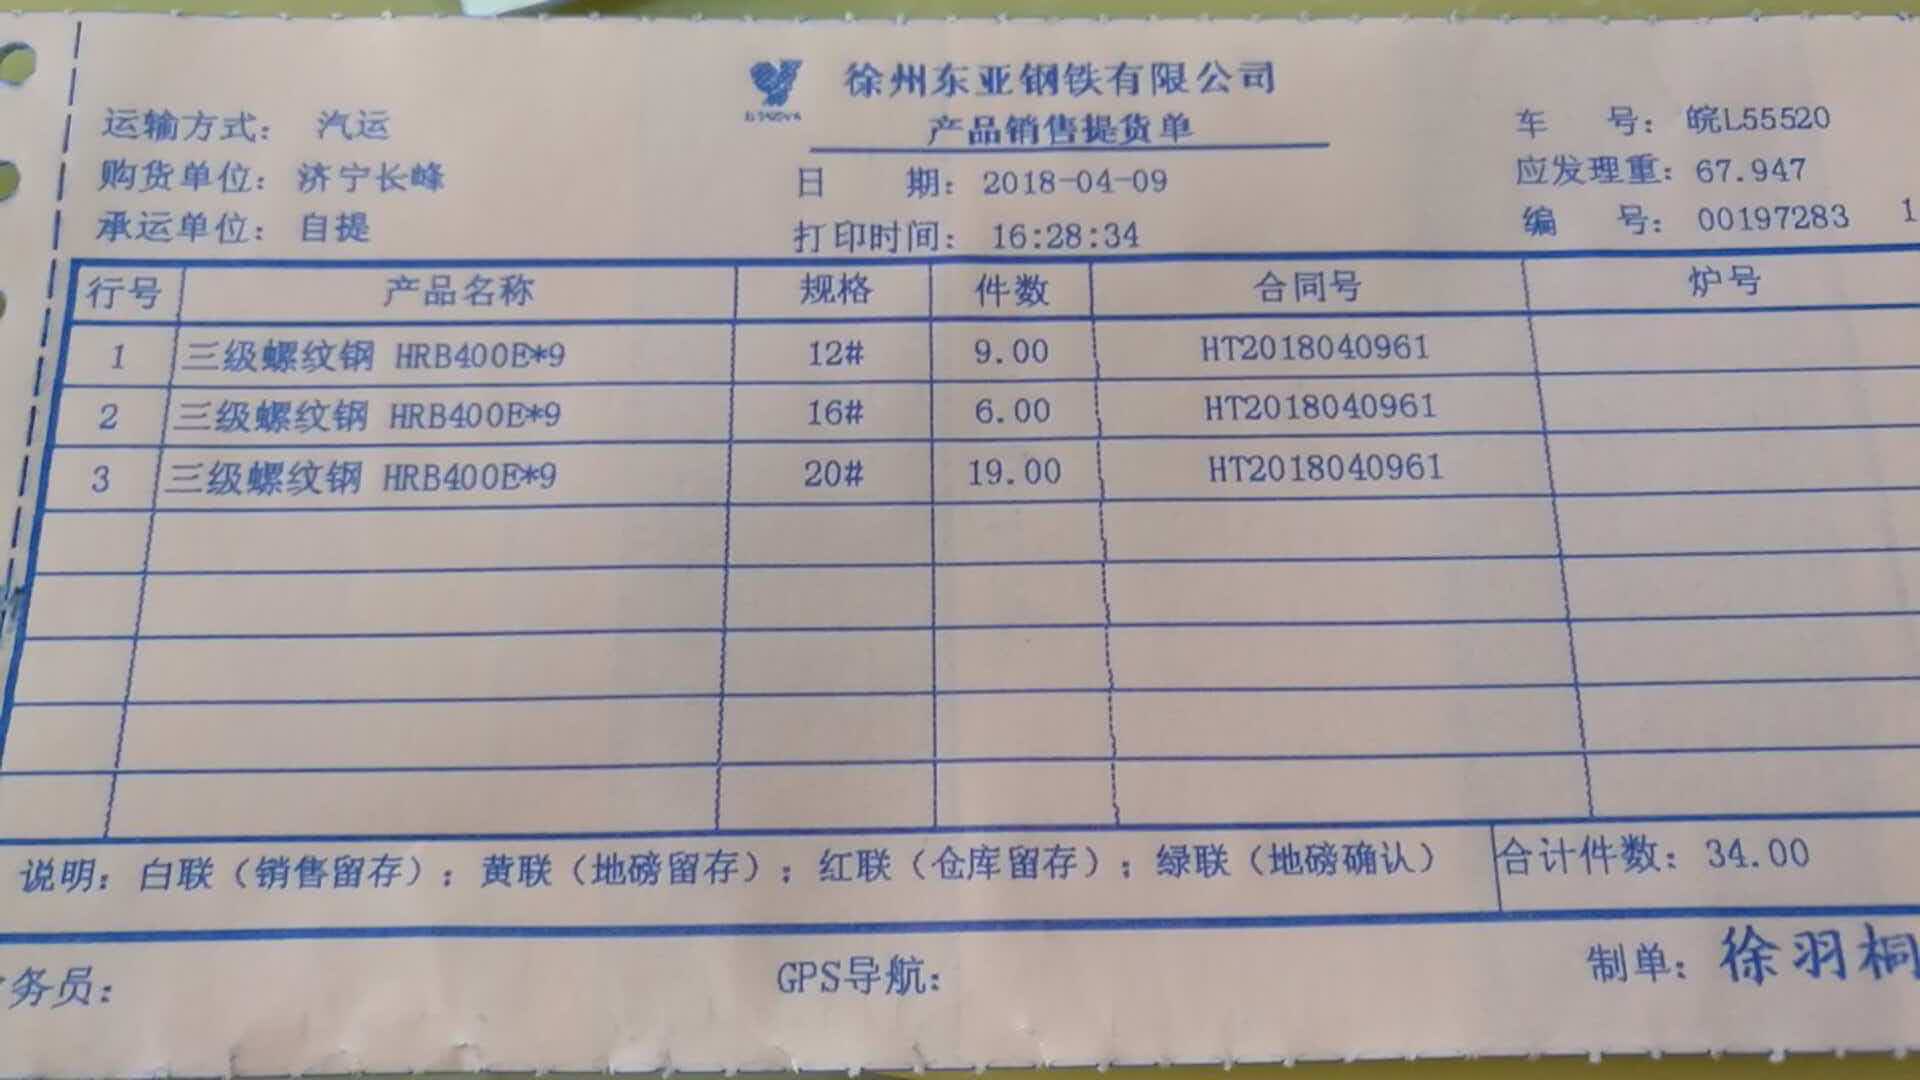 徐州东亚钢铁有限公司
产品销售提货单
运输方式： 汽运
车 号： 皖L55520
购货单位： 济宁长峰
日 期： 2018-04-09
应发理重： 67.947
承运单位： 自提
打印时间： 16:28:34
编 号： 00197283 1
行号 产品名称 规格 件数 合同号 炉号
1 三级螺纹钢 HRB400E*9 12# 9.00 HT2018040961
2 三级螺纹钢 HRB400E*9 16# 6.00 HT2018040961
3 三级螺纹钢 HRB400E*9 20# 19.00 HT2018040961
说明：白联（销售留存）；黄联（地磅留存）；红联（仓库留存）；绿联（地磅确认） 合计件数： 34.00
务员： GPS导航： 制单： 徐羽桐